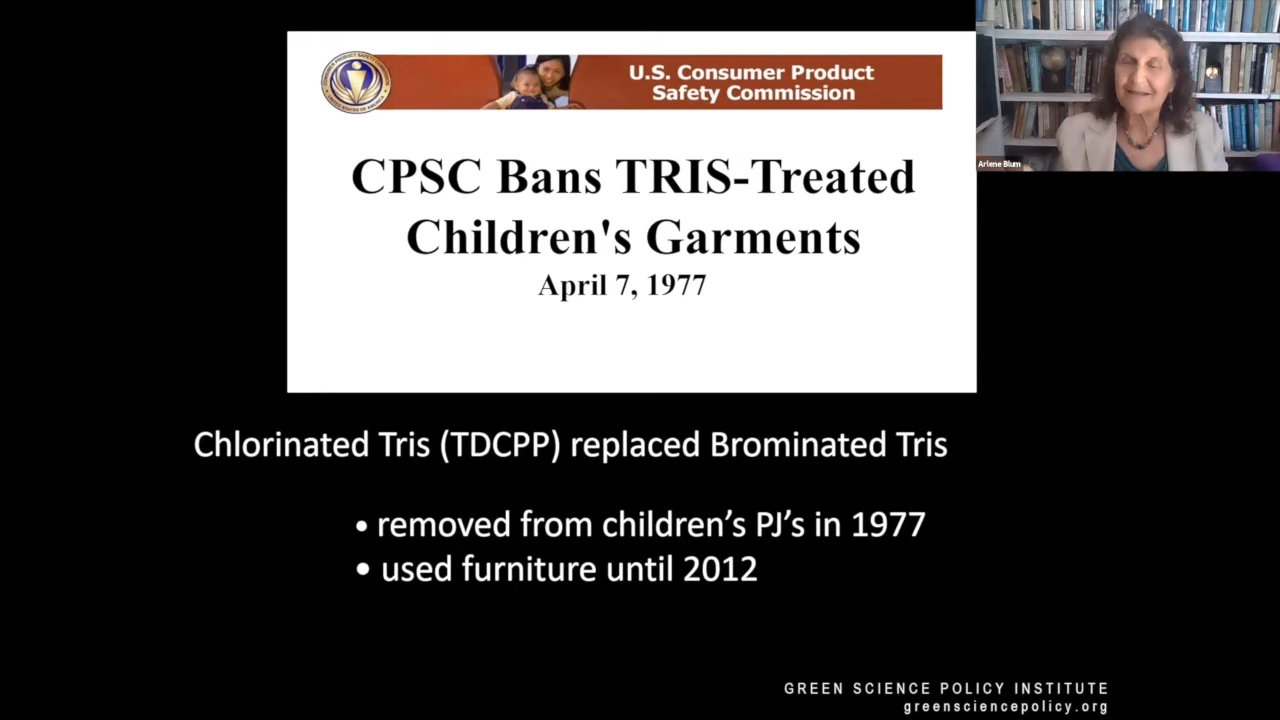 U.S. Consumer Product
Safety Commission
CPSC Bans TRIS-Treated
Children's Garments
April 7, 1977
Arlene Blum
Chlorinated Tris (TDCPP) replaced Brominated Tris
• removed from children’s PJ’s in 1977
• used furniture until 2012
GREEN SCIENCE POLICY INSTITUTE
greensciencepolicy.org